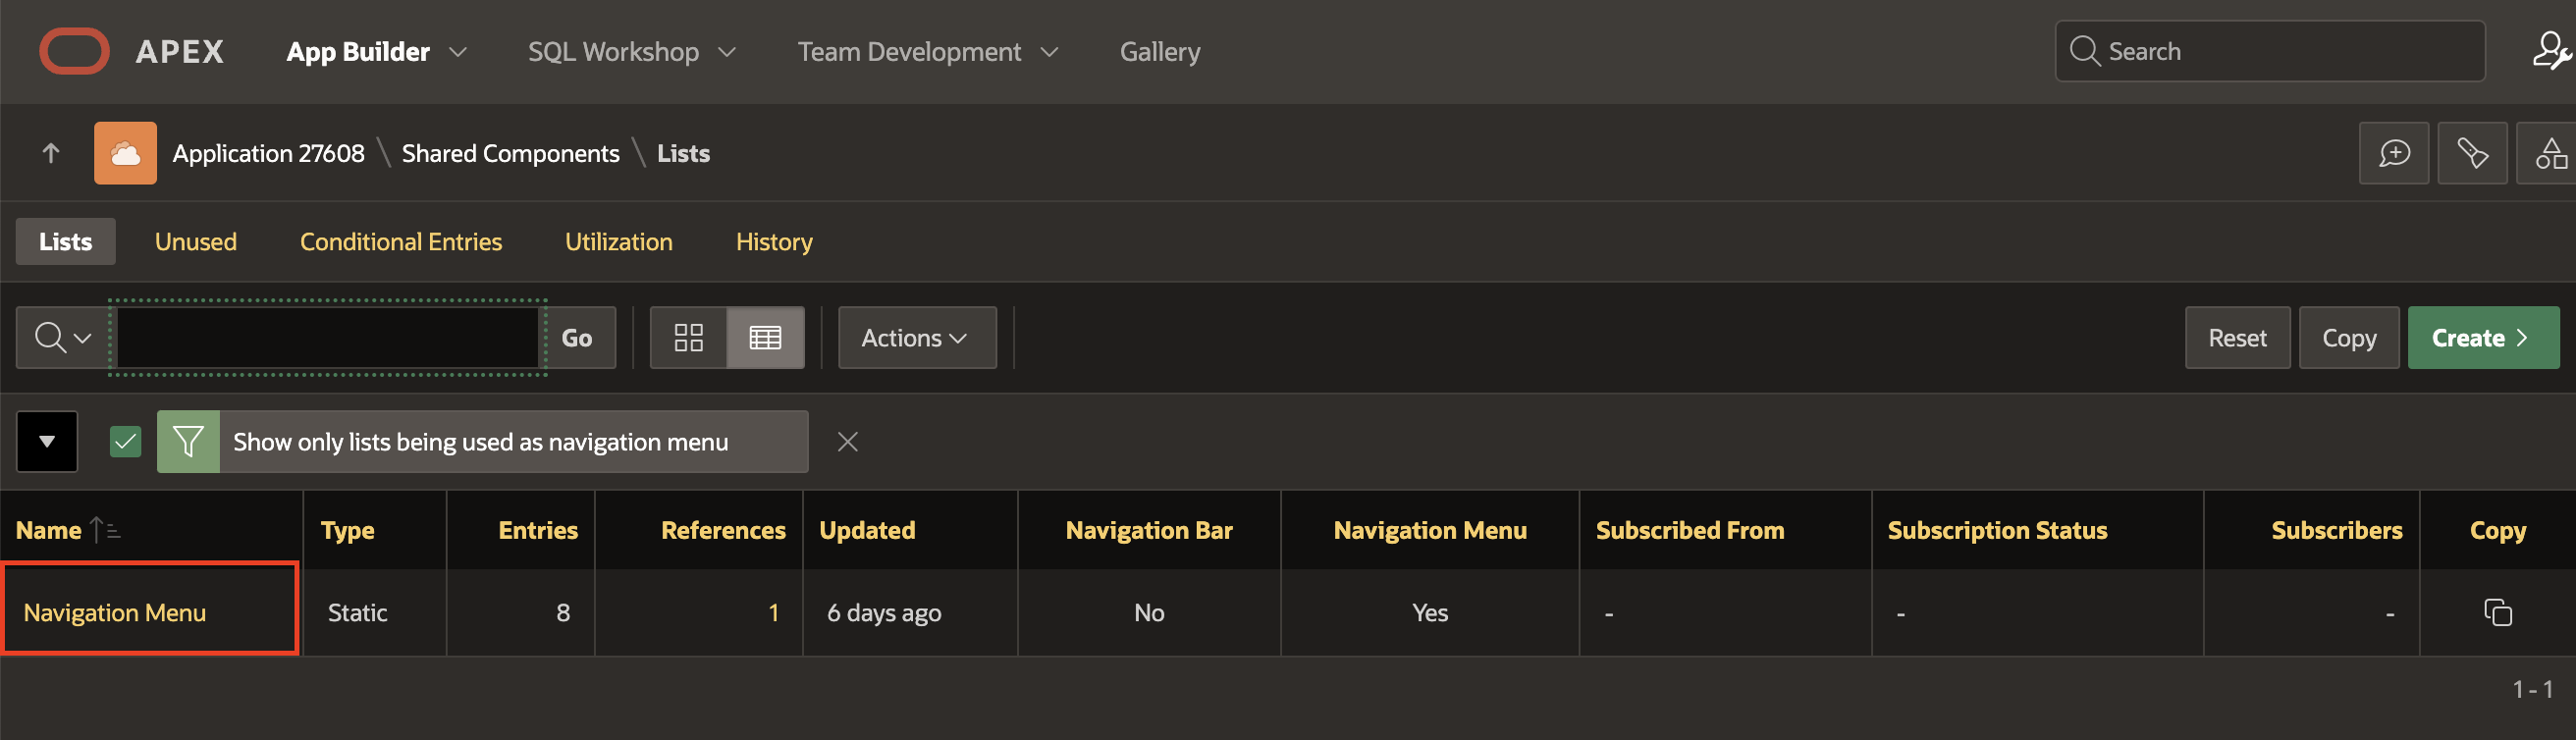 APEX App Builder SQL Workshop Team Development Gallery Search
Application 27608 \ Shared Components \ Lists
Lists Unused Conditional Entries Utilization History
Go Actions Reset Copy Create
Show only lists being used as navigation menu
Name Type Entries References Updated Navigation Bar Navigation Menu Subscribed From Subscription Status Subscribers Copy
Navigation Menu Static 8 1 6 days ago No Yes - - -
1 - 1